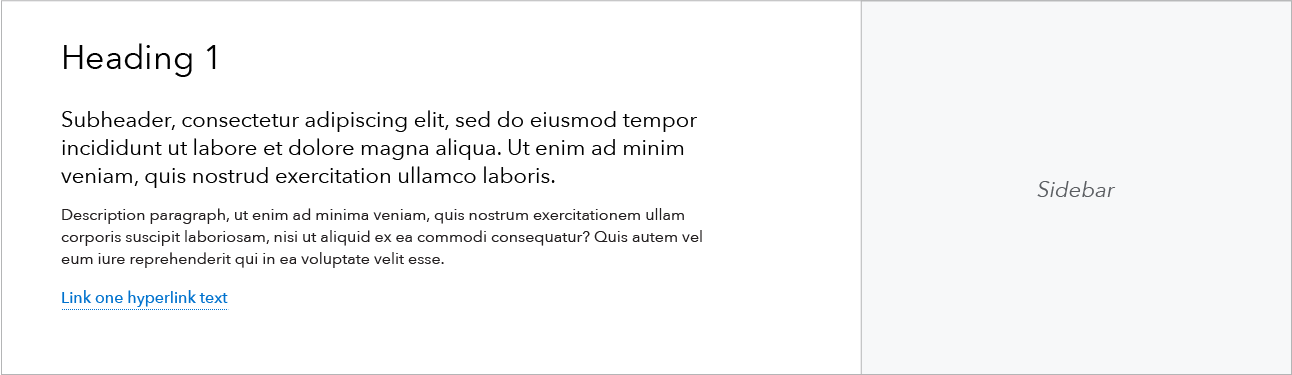 Heading 1
Subheader, consectetur adipiscing elit, sed do eiusmod tempor
incididunt ut labore et dolore magna aliqua. Ut enim ad minim
veniam, quis nostrud exercitation ullamco laboris.
Description paragraph, ut enim ad minima veniam, quis nostrum exercitationem ullam
corporis suscipit laboriosam, nisi ut aliquid ex ea commodi consequatur? Quis autem vel
eum iure reprehenderit qui in ea voluptate velit esse.
Link one hyperlink text
Sidebar